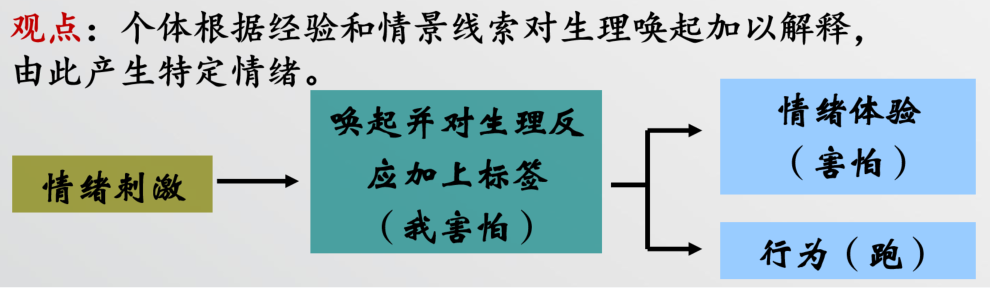 观点：个体根据经验和情景线索对生理唤起加以解释，
由此产生特定情绪。
情绪刺激
唤起并对生理反
应加上标签
（我害怕）
情绪体验
（害怕）
行为（跑）